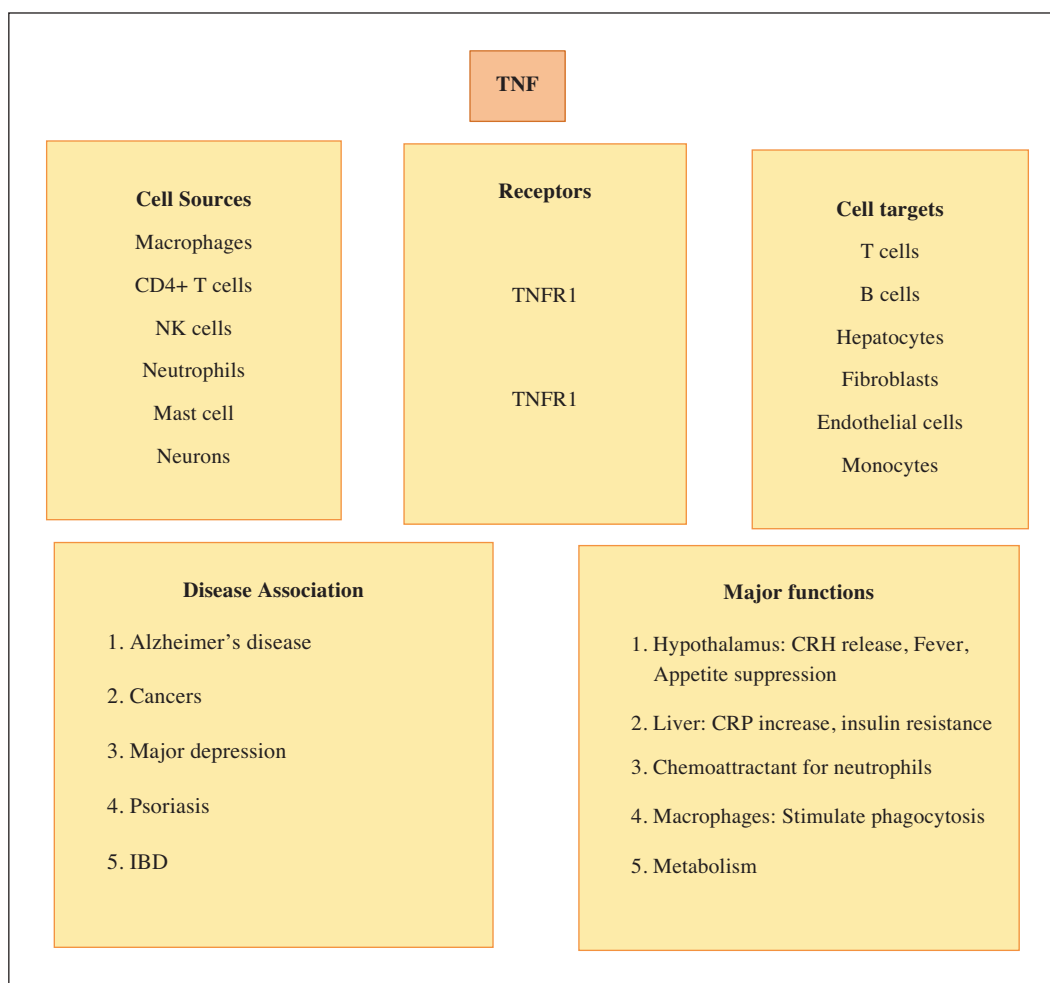 TNF
Cell Sources
Macrophages
CD4+ T cells
NK cells
Neutrophils
Mast cell
Neurons
Receptors
TNFR1
TNFR1
Cell targets
T cells
B cells
Hepatocytes
Fibroblasts
Endothelial cells
Monocytes
Disease Association
1. Alzheimer’s disease
2. Cancers
3. Major depression
4. Psoriasis
5. IBD
Major functions
1. Hypothalamus: CRH release, Fever,
Appetite suppression
2. Liver: CRP increase, insulin resistance
3. Chemoattractant for neutrophils
4. Macrophages: Stimulate phagocytosis
5. Metabolism